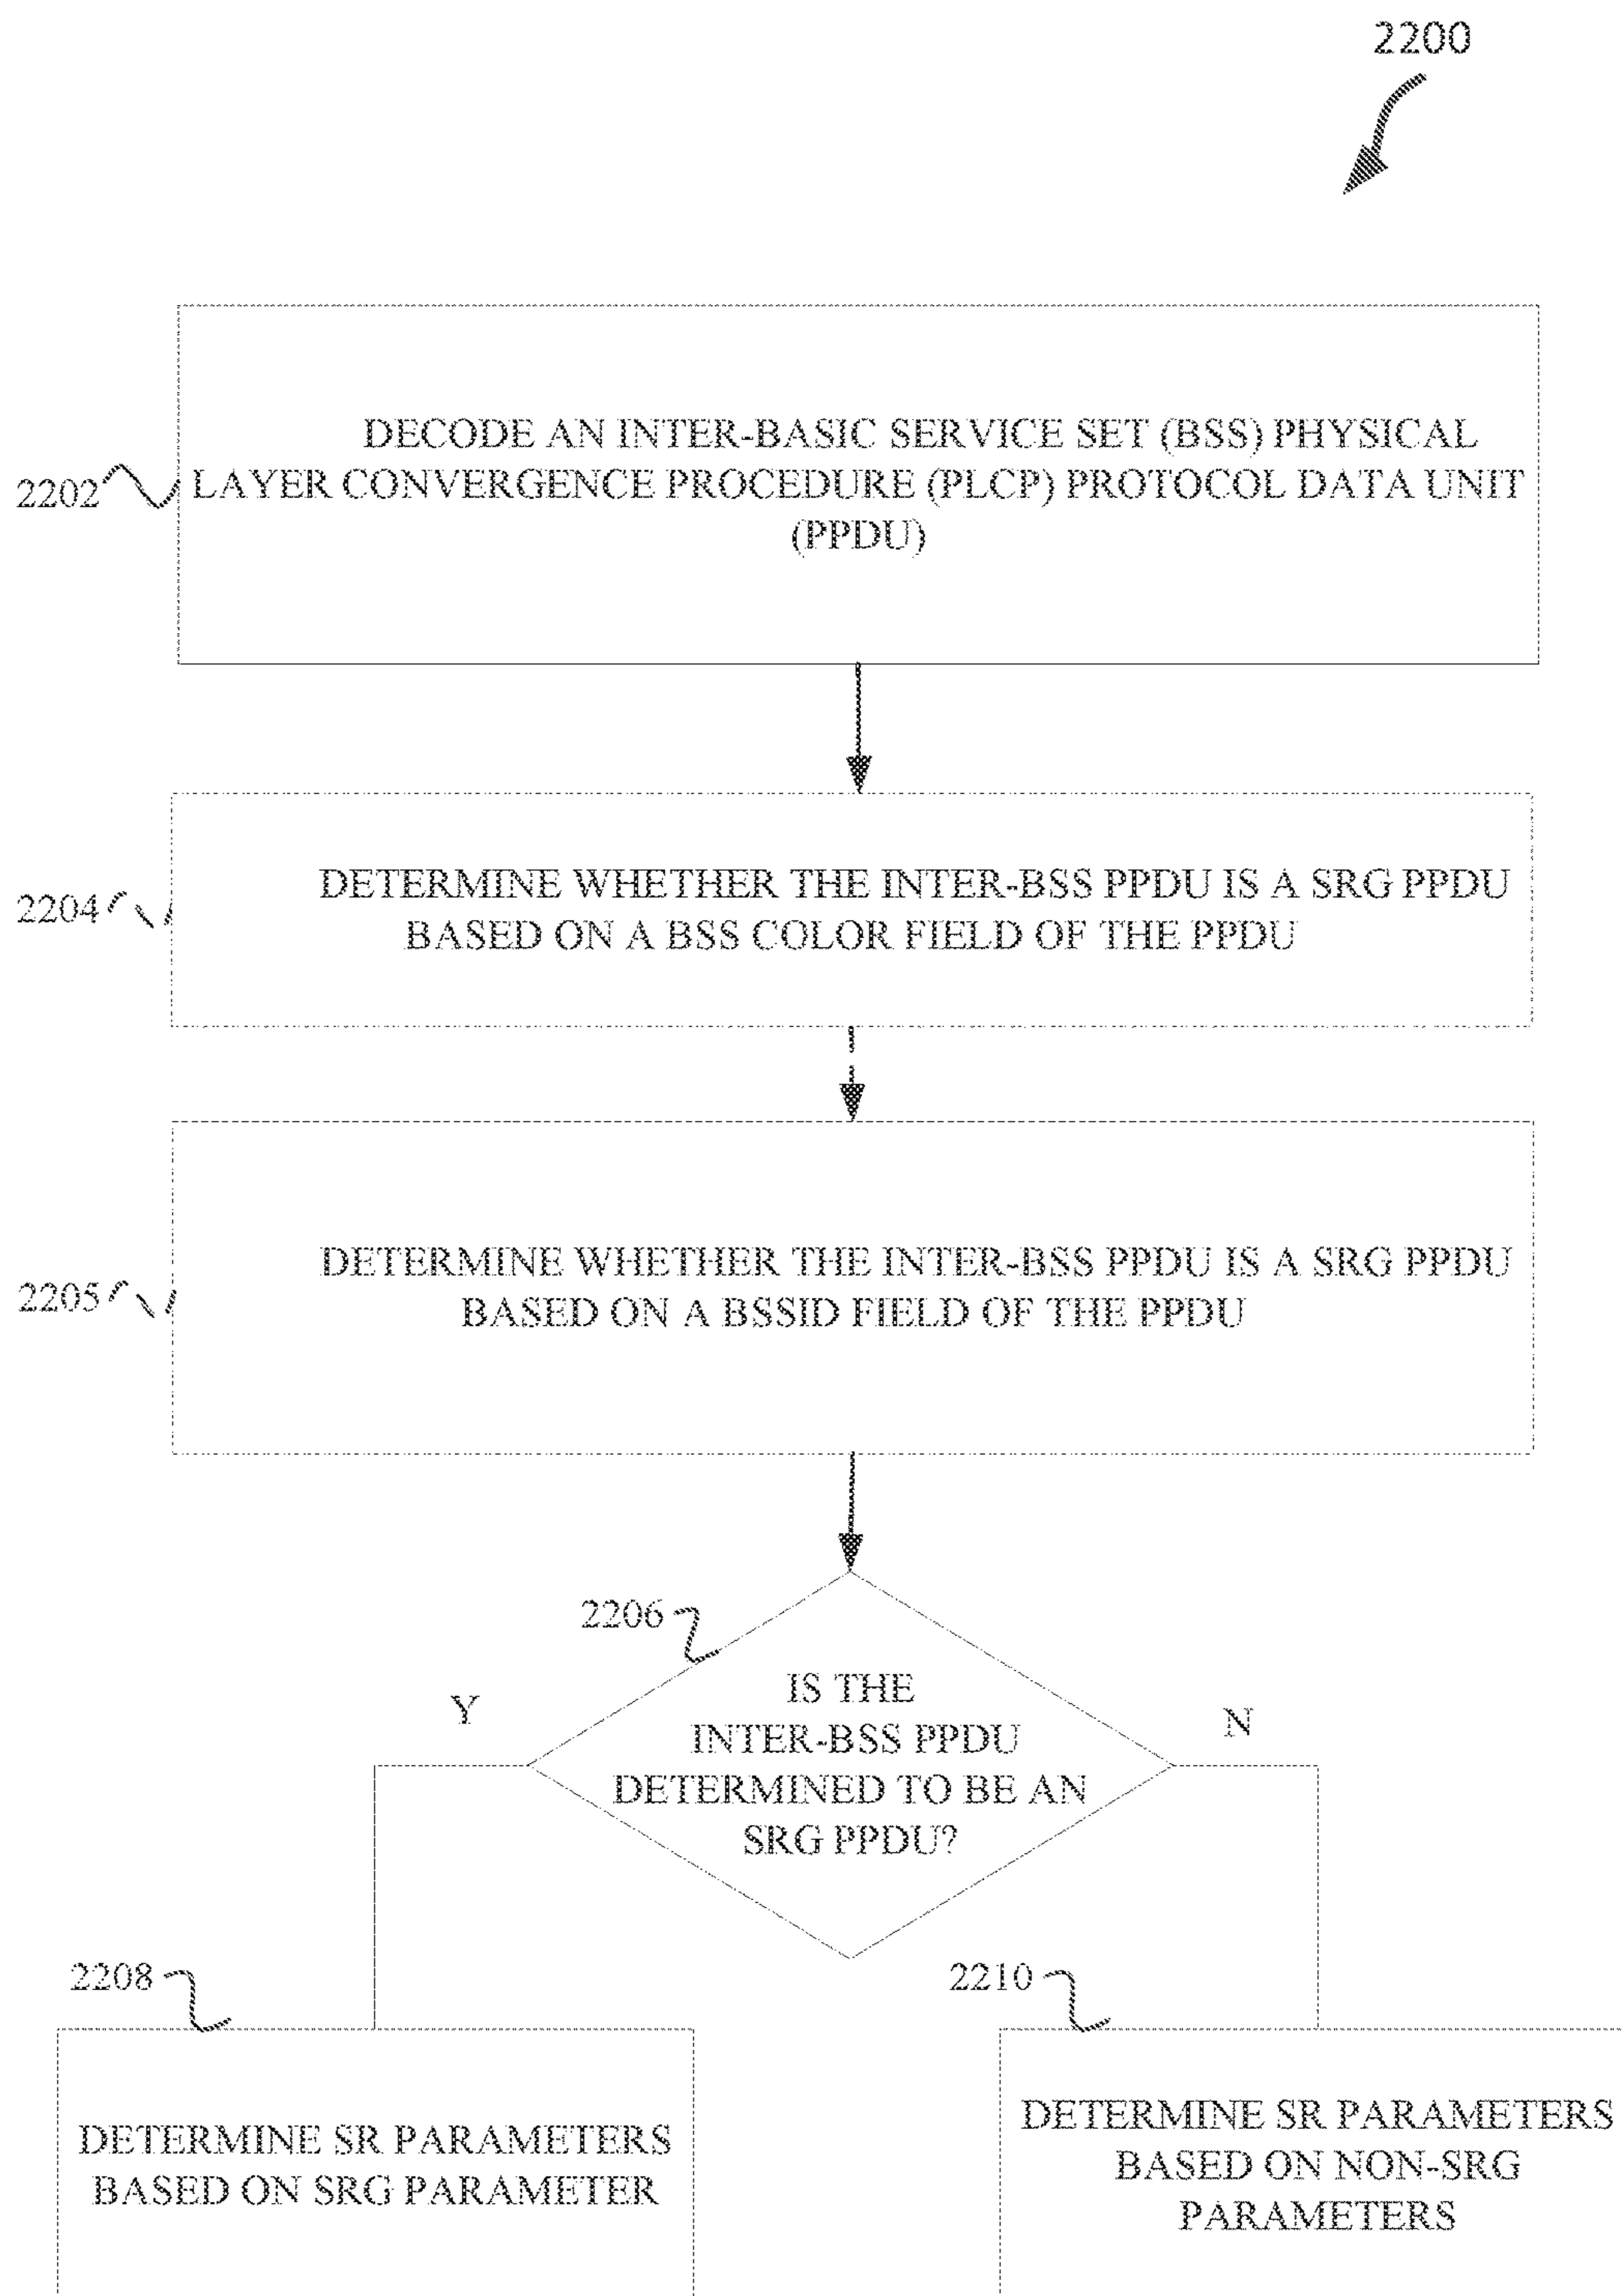 2200
DECODE AN INTER-BASIC SERVICE SET (BSS) PHYSICAL
2202
LAYER CONVERGENCE PROCEDURE (PLCP) PROTOCOL DATA UNIT
(PPDU)
DETERMINE WHETHER THE INTER-BSS PPDU IS A SRG PPDU
2204
BASED ON A BSS COLOR FIELD OF THE PPDU
DETERMINE WHETHER THE INTER-BSS PPDU IS A SRG PPDU
2205
BASED ON A BSSID FIELD OF THE PPDU
2206
IS THE
INTER-BSS PPDU
DETERMINED TO BE AN
SRG PPDU?
Y
N
2208
DETERMINE SR PARAMETERS
BASED ON SRG PARAMETER
2210
DETERMINE SR PARAMETERS
BASED ON NON-SRG
PARAMETERS